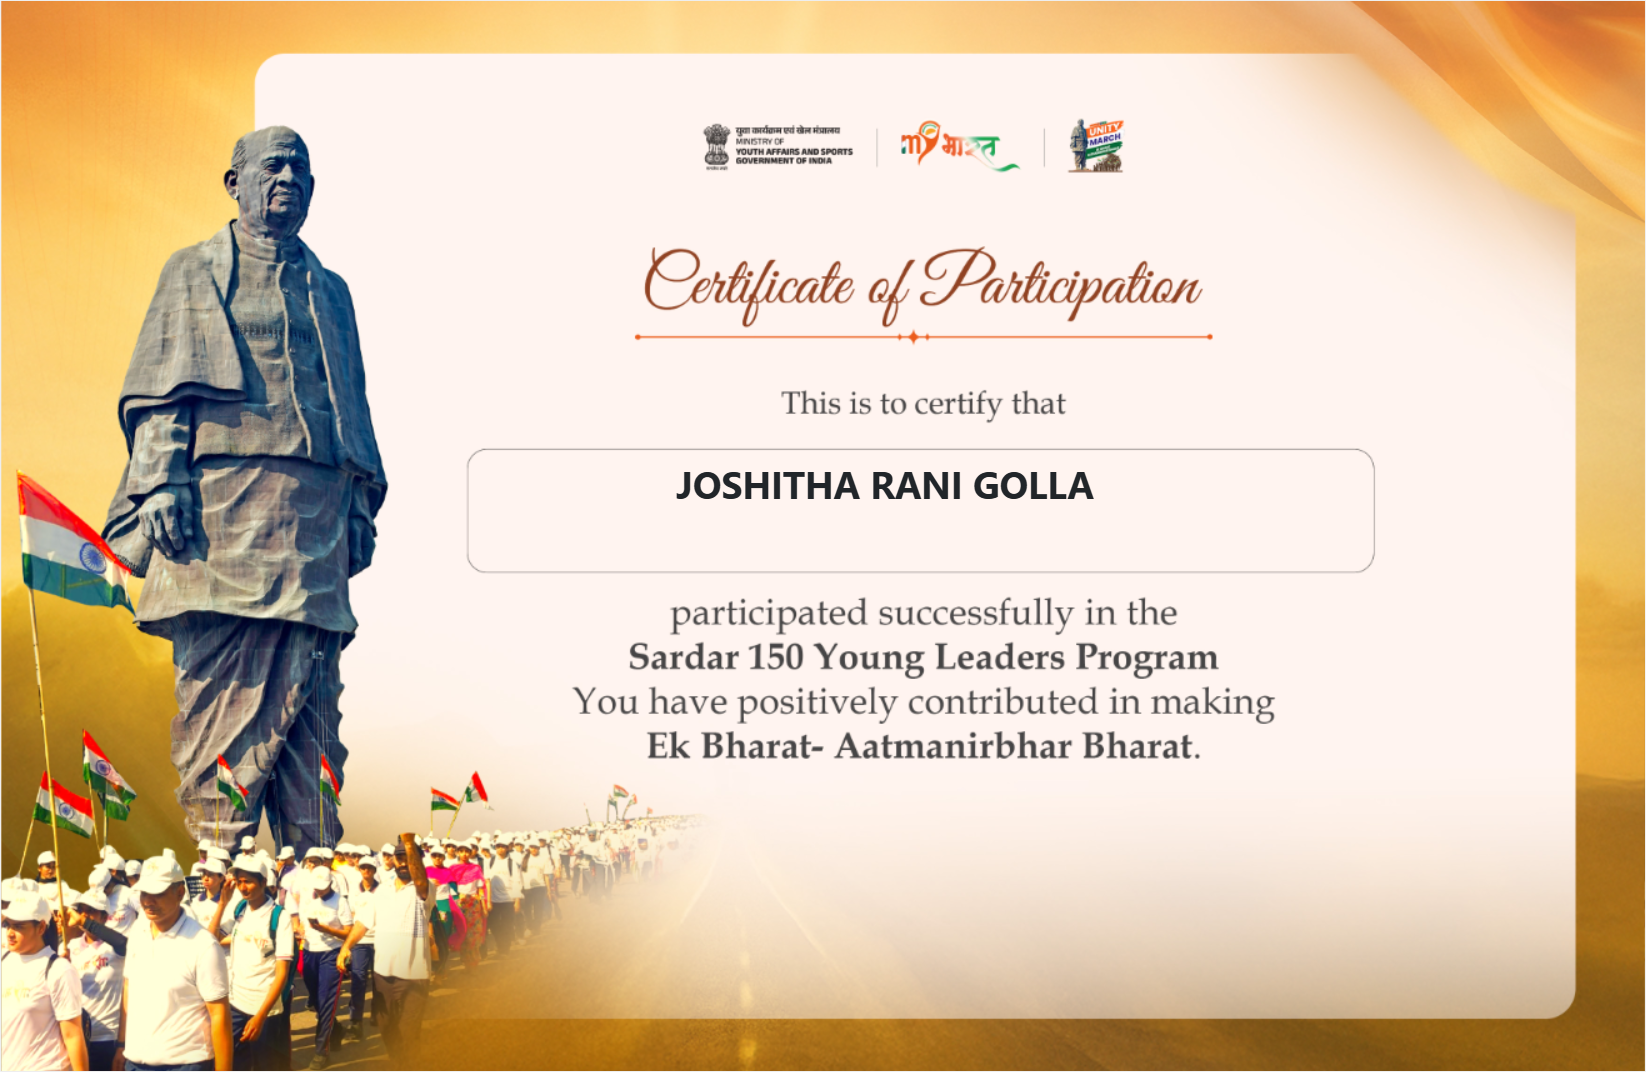 युवा कार्यक्रम एवं खेल मंत्रालय
MINISTRY OF
YOUTH AFFAIRS AND SPORTS
GOVERNMENT OF INDIA
my भारत
UNITY
MARCH
Certificate of Participation
This is to certify that
JOSHITHA RANI GOLLA
participated successfully in the
Sardar 150 Young Leaders Program
You have positively contributed in making
Ek Bharat- Aatmanirbhar Bharat.